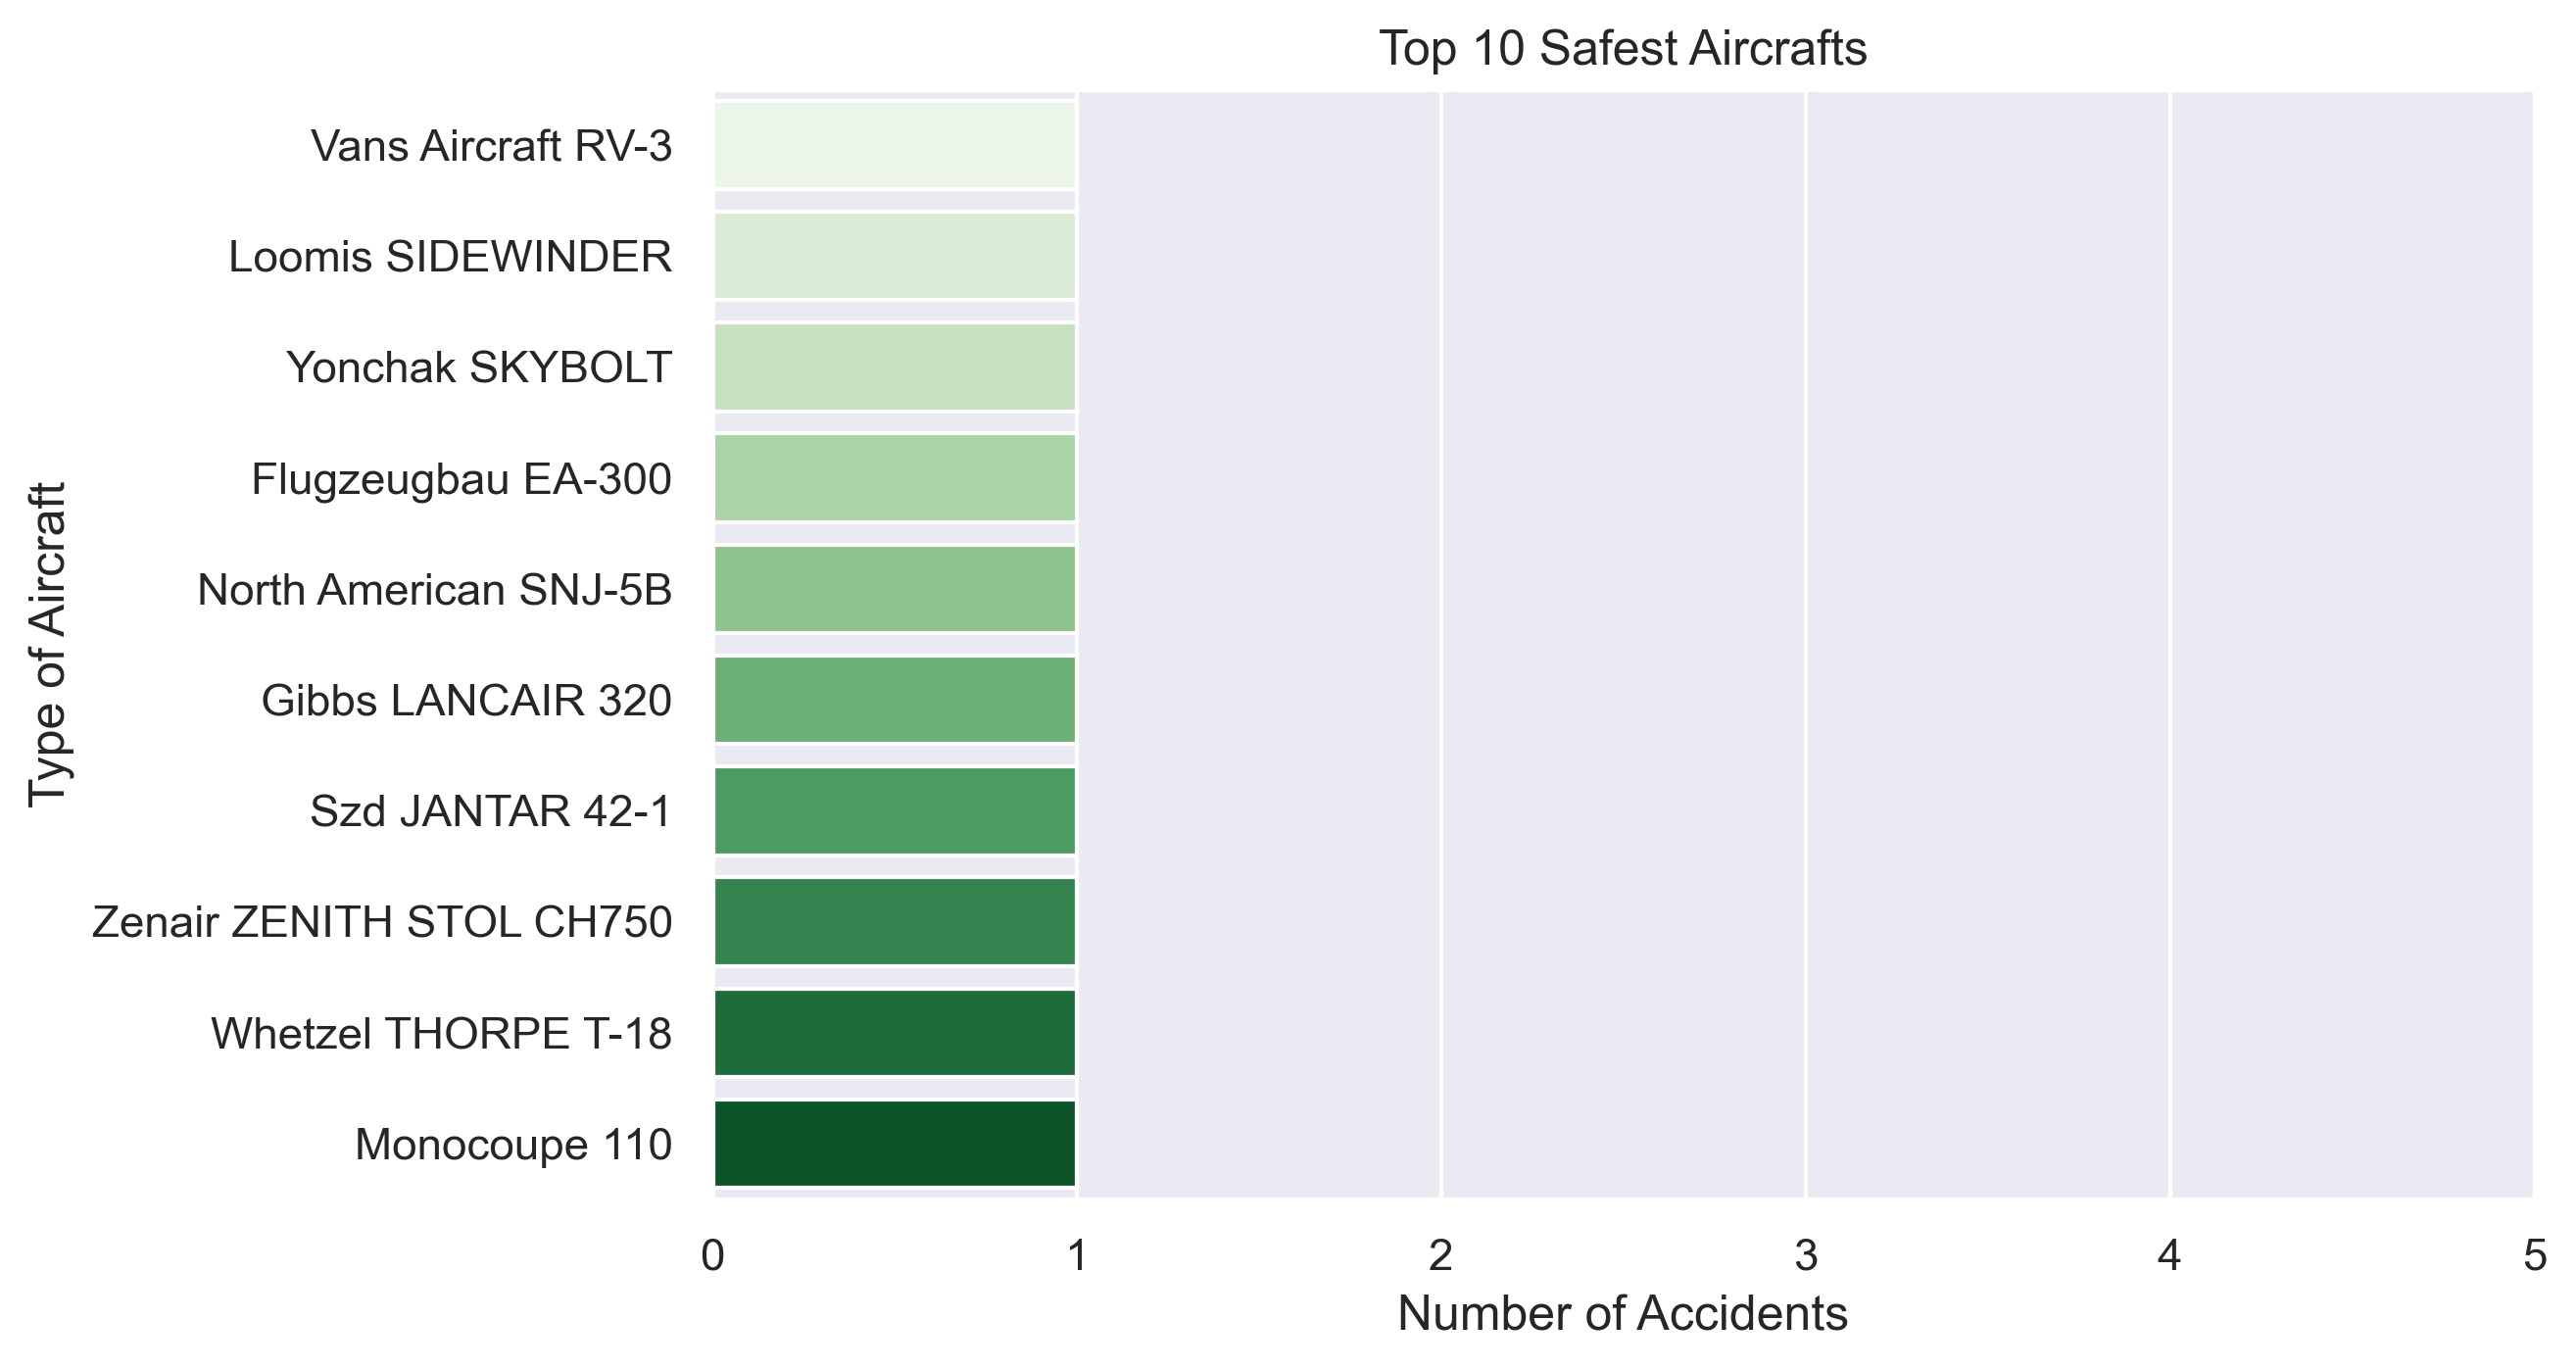 Top 10 Safest Aircrafts
Type of Aircraft
Vans Aircraft RV-3
Loomis SIDEWINDER
Yonchak SKYBOLT
Flugzeugbau EA-300
North American SNJ-5B
Gibbs LANCAIR 320
Szd JANTAR 42-1
Zenair ZENITH STOL CH750
Whetzel THORPE T-18
Monocoupe 110
0 1 2 3 4 5
Number of Accidents